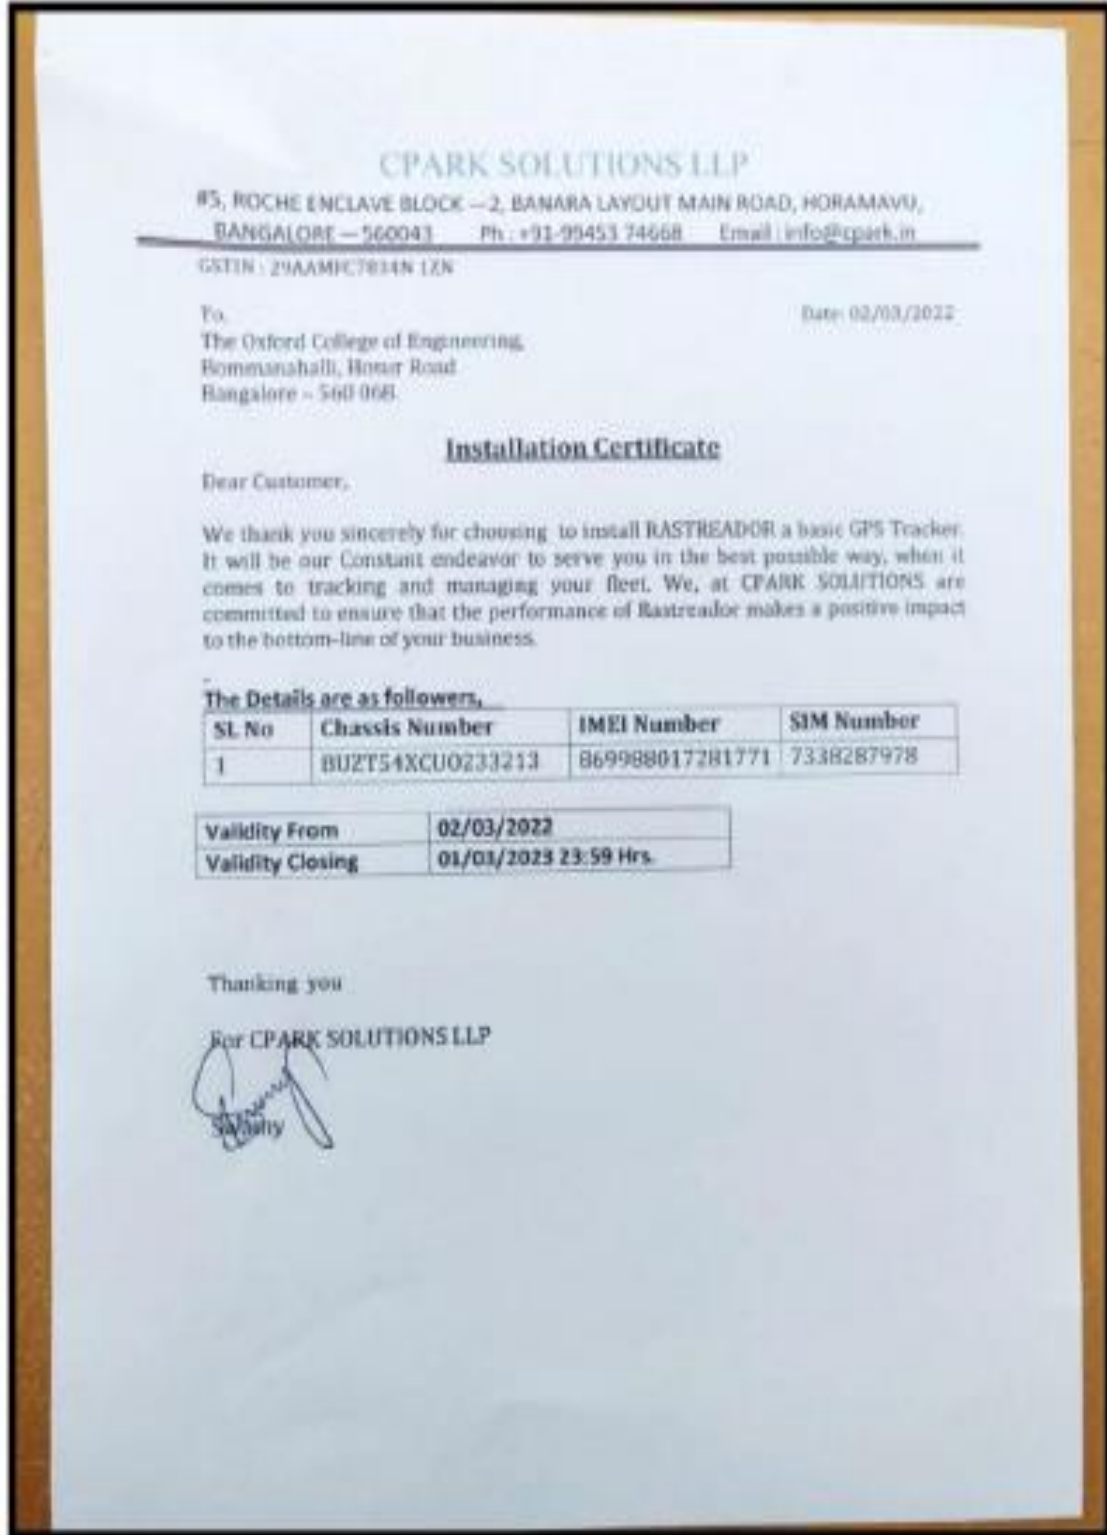 CPARK SOLUTIONS LLP
#5, ROCHE ENCLAVE BLOCK —2, BANARA LAYOUT MAIN ROAD, HORAMAVU,
BANGALORE — 560043 Ph : +91-99453 74668 Email : info@cpark.in
GSTIN : 29AAMFC7834N 1ZN
To,
Date: 02/03/2022
The Oxford College of Engineering,
Bommanahalli, Hosur Road
Bangalore – 560 068
Installation Certificate
Dear Customer,
We thank you sincerely for choosing to install RASTREADOR a basic GPS Tracker.
It will be our Constant endeavor to serve you in the best possible way, when it
comes to tracking and managing your fleet. We, at CPARK SOLUTIONS are
committed to ensure that the performance of Rastreador makes a positive impact
to the bottom-line of your business.
The Details are as followers,
SL No Chassis Number IMEI Number SIM Number
1 BUZT54XCU0233213 869988017281771 7338287978
Validity From 02/03/2022
Validity Closing 01/03/2023 23:59 Hrs.
Thanking you
For CPARK SOLUTIONS LLP
Swamy